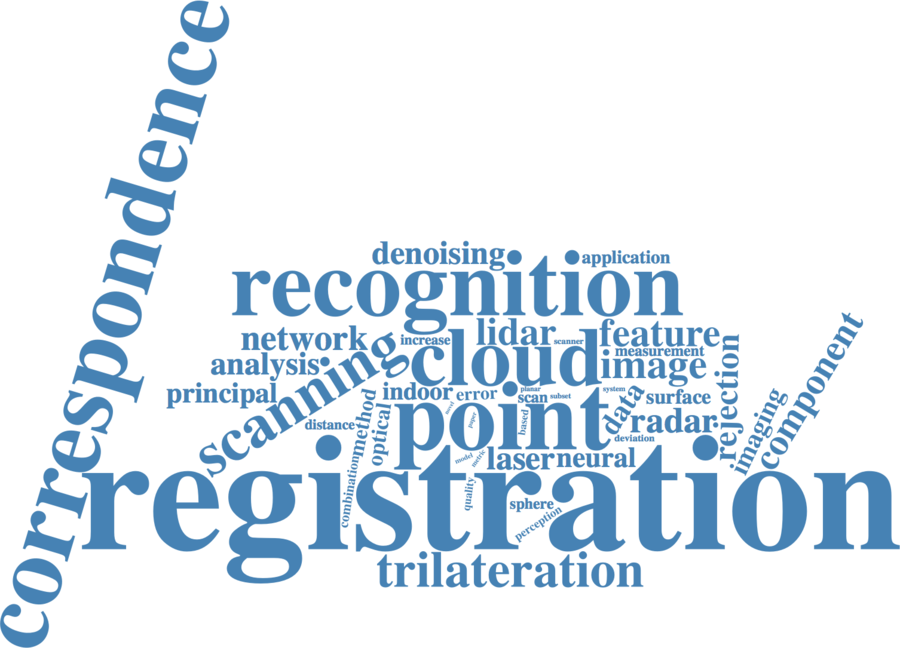 correspondence
denoising
application
recognition
network
increase
lidar
scanner
feature
analysis
scanning
cloud
measurement
image
rejection
component
principal
indoor
error
planar
scan
subset
system
data
surface
distance
method
optical
point
novel
paper
based
radar
deviation
imaging
combination
model
metric
laser
neural
registration
quality
sphere
perception
trilateration